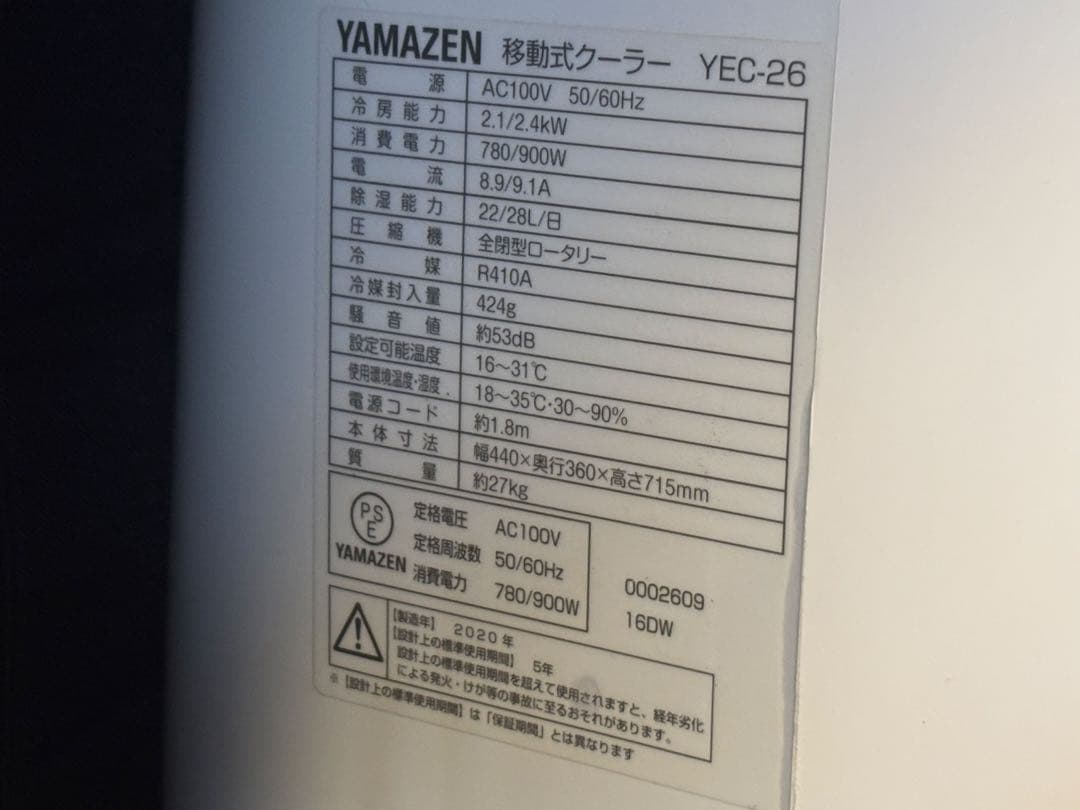 YAMAZEN 移動式クーラー YEC-26
電源 AC100V 50/60Hz
冷房能力 2.1/2.4kW
消費電力 780/900W
電流 8.9/9.1A
除湿能力 22/28L/日
圧縮機 全閉型ロータリー
冷媒 R410A
冷媒封入量 424g
騒音値 約53dB
設定可能温度 16〜31℃
使用環境温度・湿度 18〜35℃・30〜90%
電源コード 約1.8m
本体寸法 幅440×奥行360×高さ715mm
質量 約27kg
PSE
YAMAZEN
定格電圧 AC100V
定格周波数 50/60Hz
消費電力 780/900W
0002609
16DW
【製造年】 2020年
【設計上の標準使用期間】 5年
設計上の標準使用期間を超えて使用されますと、経年劣化
による発火・けが等の事故に至るおそれがあります。
※【設計上の標準使用期間】は「保証期間」とは異なります